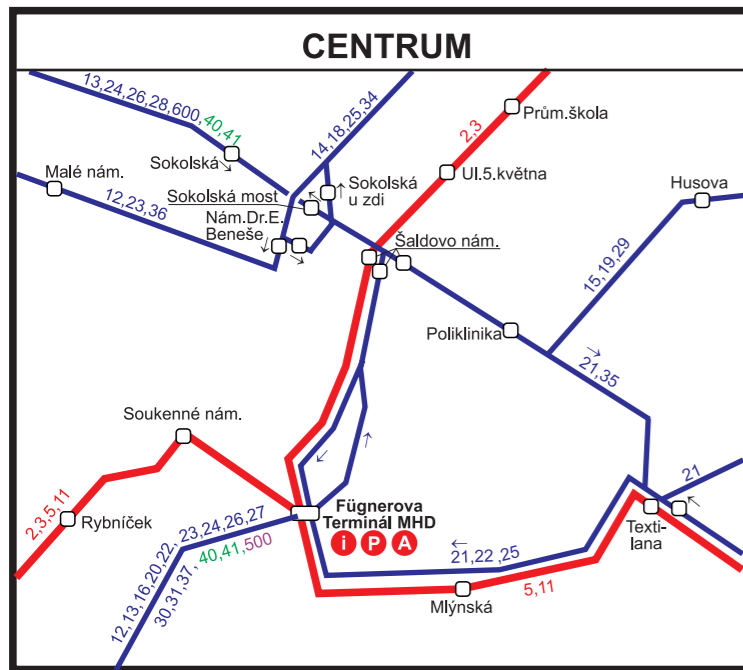 CENTRUM
13,24,26,28,600,40,41
14,18,25,34
2,3
Prům.škola
Sokolská
Malé nám.
12,23,36
Sokolská most
Sokolská
u zdi
Ul.5.května
Husova
Nám.Dr.E.
Beneše
Šaldovo nám.
15,19,29
Poliklinika
21,35
Soukenné nám.
2,3,5,11
Rybníček
Fügnerova
Terminál MHD
i P A
12,13,16,20,22, 23,24,26,27
30,31,37, 40,41,500
21,22 ,25
21
Texti-
lana
Mlýnská
5,11